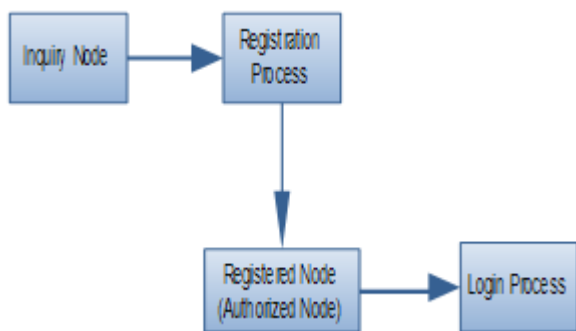 Inquiry Node
Registration
Process
Registered Node
(Authorized Node)
Login Process